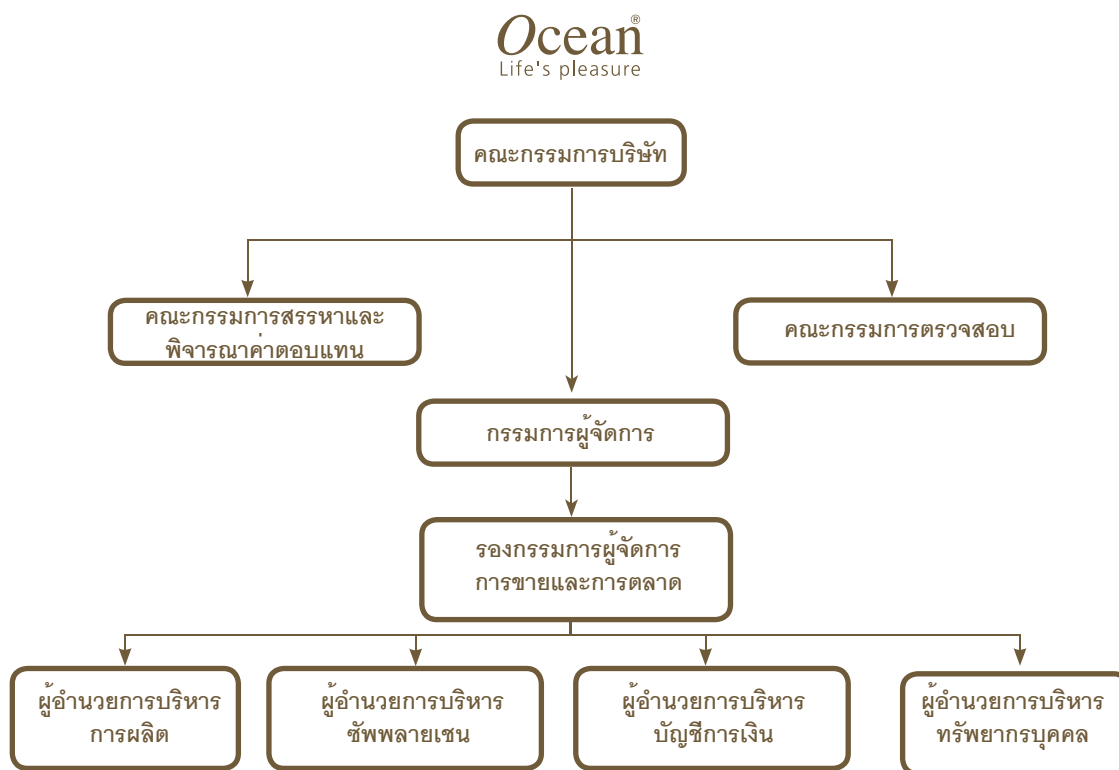 Ocean®
Life's pleasure
คณะกรรมการบริษัท
คณะกรรมการสรรหาและ
พิจารณาค่าตอบแทน
คณะกรรมการตรวจสอบ
กรรมการผู้จัดการ
รองกรรมการผู้จัดการ
การขายและการตลาด
ผู้อำนวยการบริหาร
การผลิต
ผู้อำนวยการบริหาร
ซัพพลายเชน
ผู้อำนวยการบริหาร
บัญชีการเงิน
ผู้อำนวยการบริหาร
ทรัพยากรบุคคล